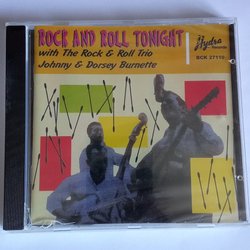 ROCK AND ROLL TONIGHT
with The Rock & Roll Trio
Johnny & Dorsey Burnette
Hydra
Records
BCK 27110